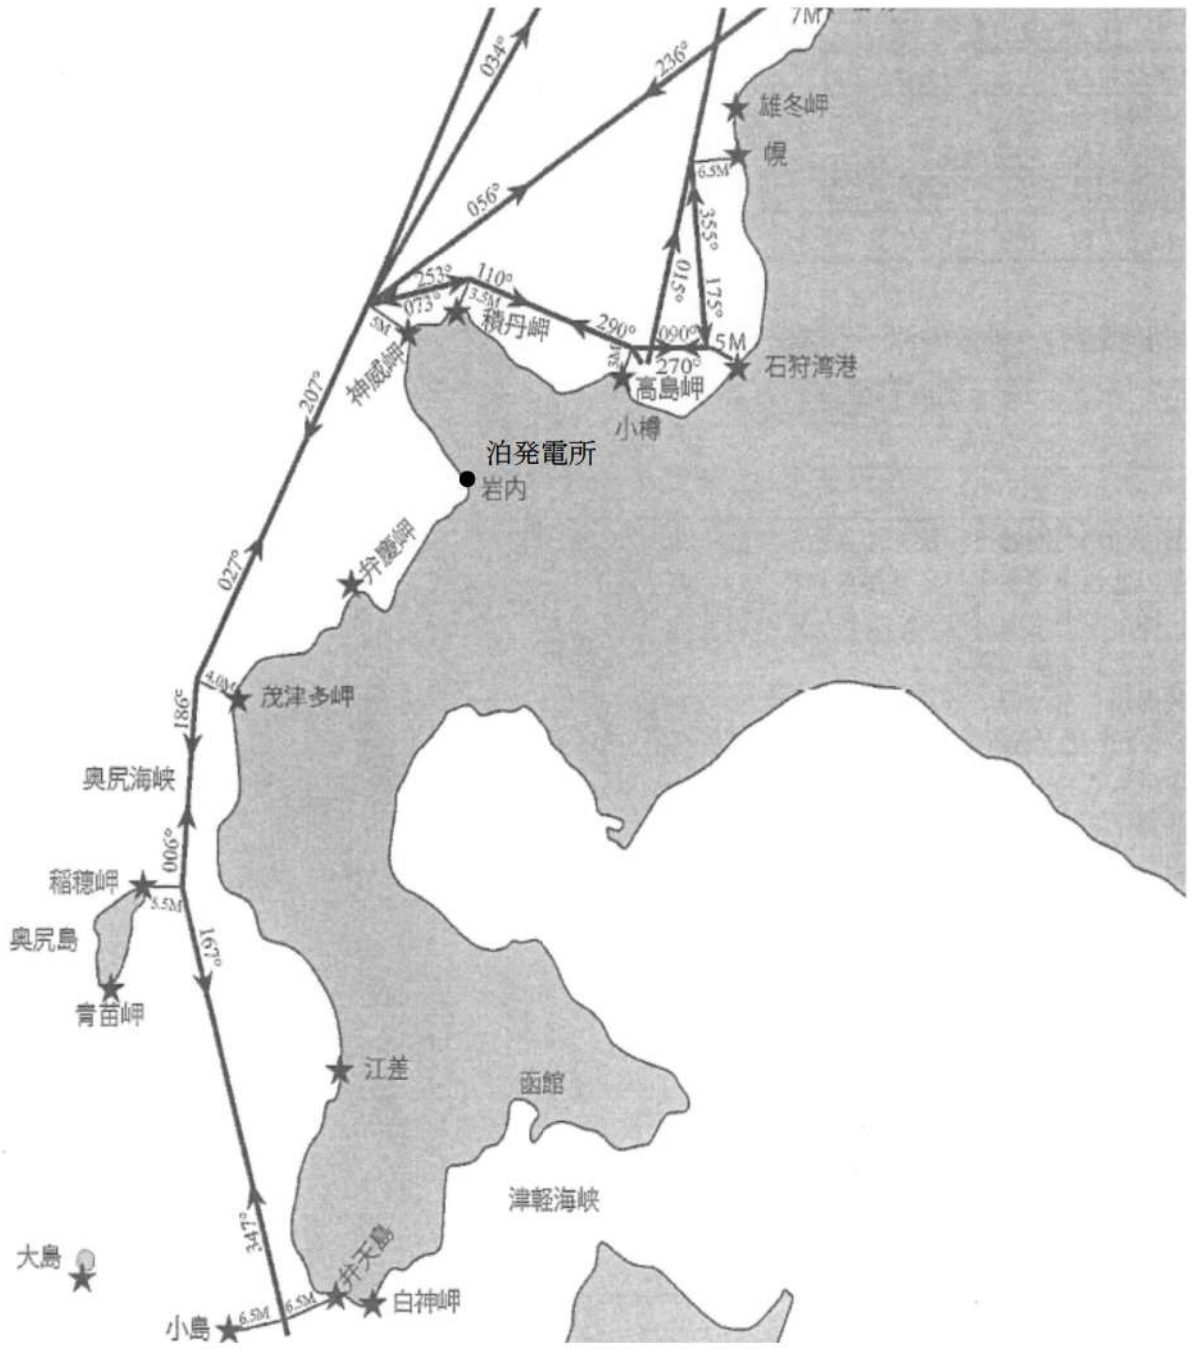 7M
034°
236°
雄冬岬
幌
6.5M
056°
355°
015°
175°
253°
110°
073°
3.5M
積丹岬
5M
神威岬
290°
090°
5M
3M
270°
石狩湾港
高島岬
小樽
207°
泊発電所
岩内
弁慶岬
027°
4.0M
茂津多岬
186°
奥尻海峡
006°
稲穂岬
5.5M
奥尻島
167°
青苗岬
江差
函館
津軽海峡
347°
弁天島
大島
6.5M
6.5M
白神岬
小島